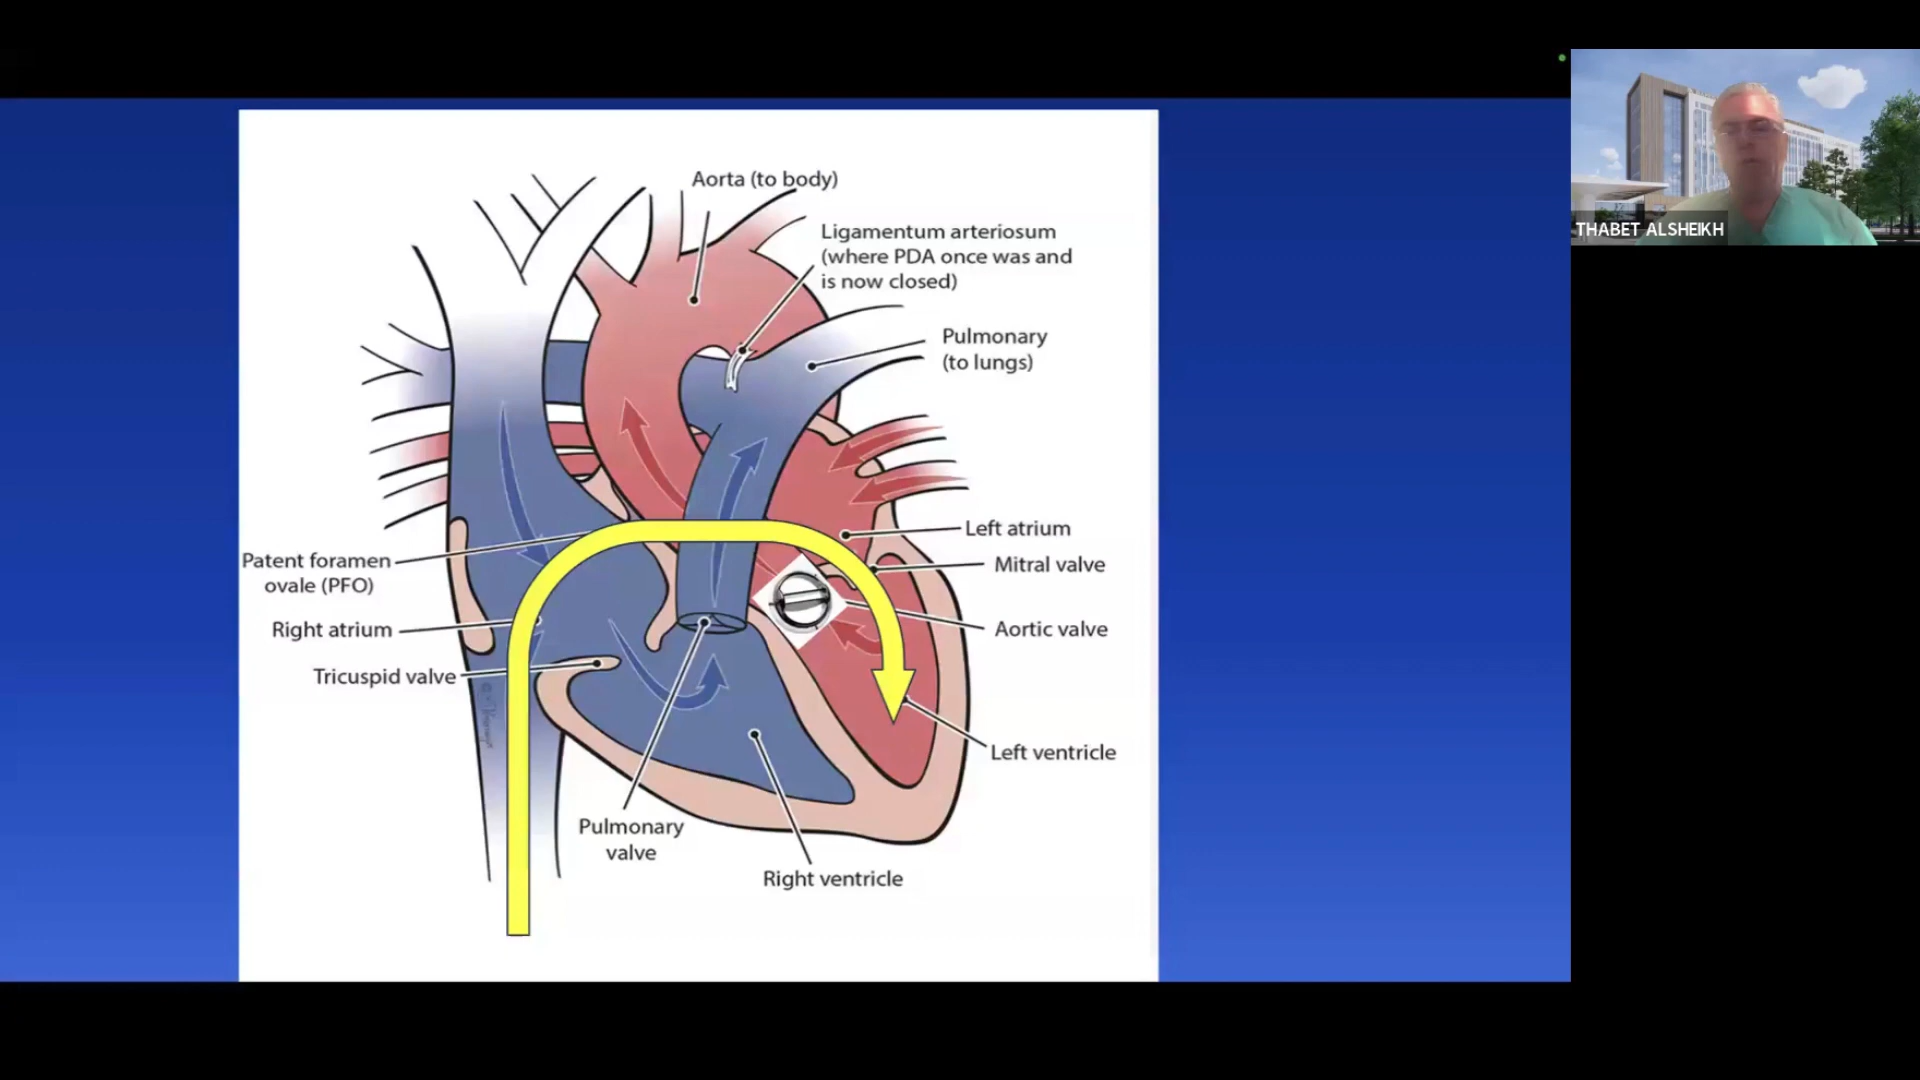 Aorta (to body)
Ligamentum arteriosum
(where PDA once was and
is now closed)
Pulmonary
(to lungs)
Left atrium
Mitral valve
Aortic valve
Left ventricle
Patent foramen
ovale (PFO)
Right atrium
Tricuspid valve
Pulmonary
valve
Right ventricle
THABET ALSHEIKH